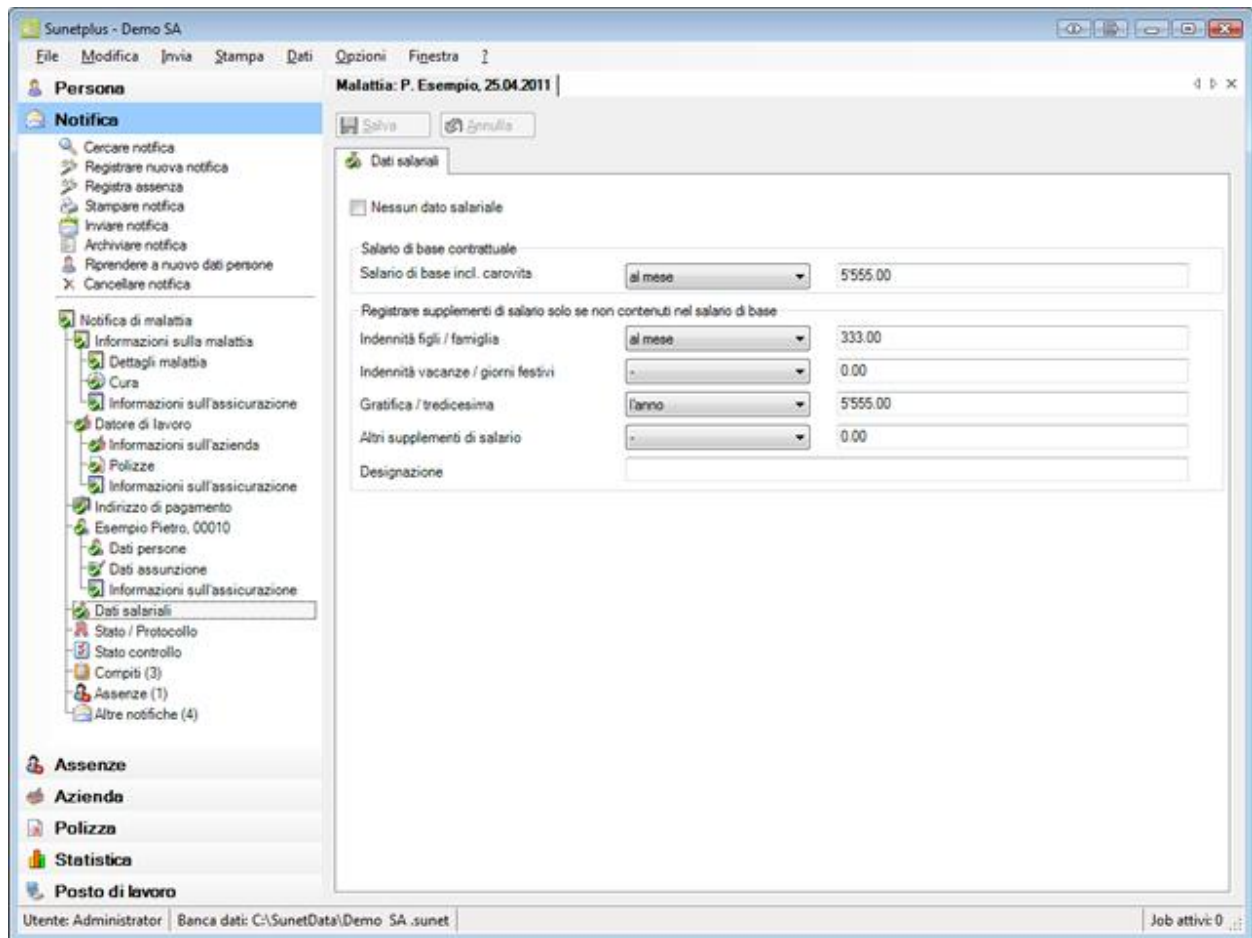 Sunetplus - Demo SA
File Modifica Invia Stampa Dati Opzioni Finestra ?
Persona
Notifica
Cercare notifica
Registrare nuova notifica
Registra assenza
Stampare notifica
Inviare notifica
Archiviare notifica
Riprendere a nuovo dati persone
Cancellare notifica
Notifica di malattia
Informazioni sulla malattia
Dettagli malattia
Cura
Informazioni sull'assicurazione
Datore di lavoro
Informazioni sull'azienda
Polizze
Informazioni sull'assicurazione
Indirizzo di pagamento
Esempio Pietro, 00010
Dati persone
Dati assunzione
Informazioni sull'assicurazione
Dati salariali
Stato / Protocollo
Stato controllo
Compiti (3)
Assenze (1)
Altre notifiche (4)
Assenze
Azienda
Polizza
Statistica
Posto di lavoro
Malattia: P. Esempio, 25.04.2011
Salva Annulla
Dati salariali
Nessun dato salariale
Salario di base contrattuale
Salario di base incl. carovita al mese 5'555.00
Registrare supplementi di salario solo se non contenuti nel salario di base
Indennità figli / famiglia al mese 333.00
Indennità vacanze / giorni festivi - 0.00
Gratifica / tredicesima l'anno 5'555.00
Altri supplementi di salario - 0.00
Designazione
Utente: Administrator Banca dati: C:\SunetData\Demo SA .sunet Job attivi: 0